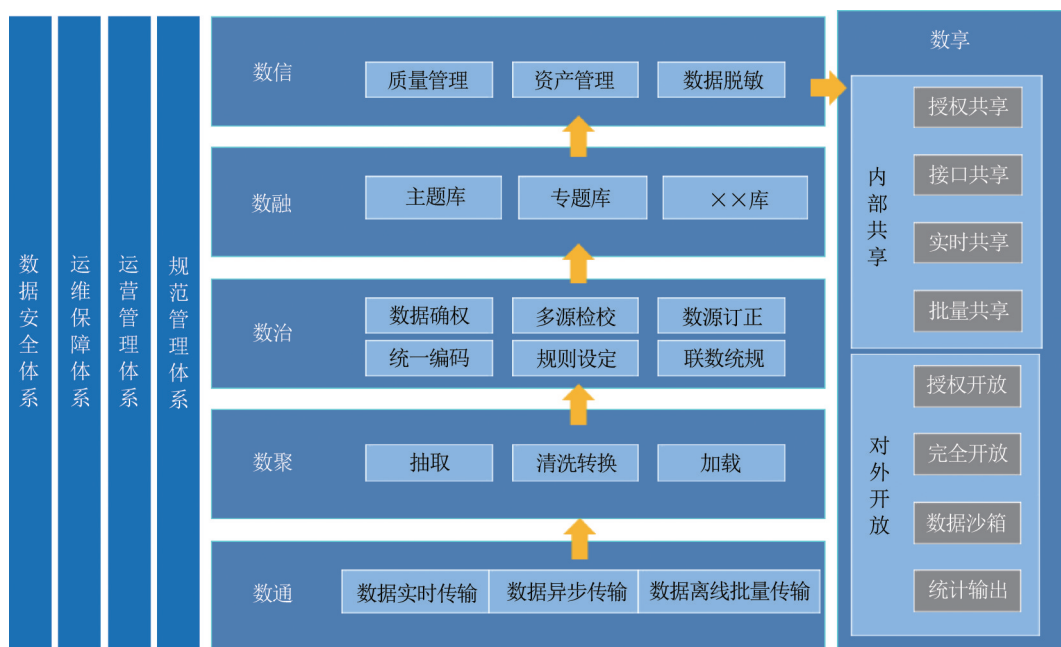 数据安全体系
运维保障体系
运营管理体系
规范管理体系
数信
质量管理
资产管理
数据脱敏
数融
主题库
专题库
××库
数治
数据确权
多源检校
数源订正
统一编码
规则设定
联数统规
数聚
抽取
清洗转换
加载
数通
数据实时传输
数据异步传输
数据离线批量传输
数享
内部共享
授权共享
接口共享
实时共享
批量共享
对外开放
授权开放
完全开放
数据沙箱
统计输出